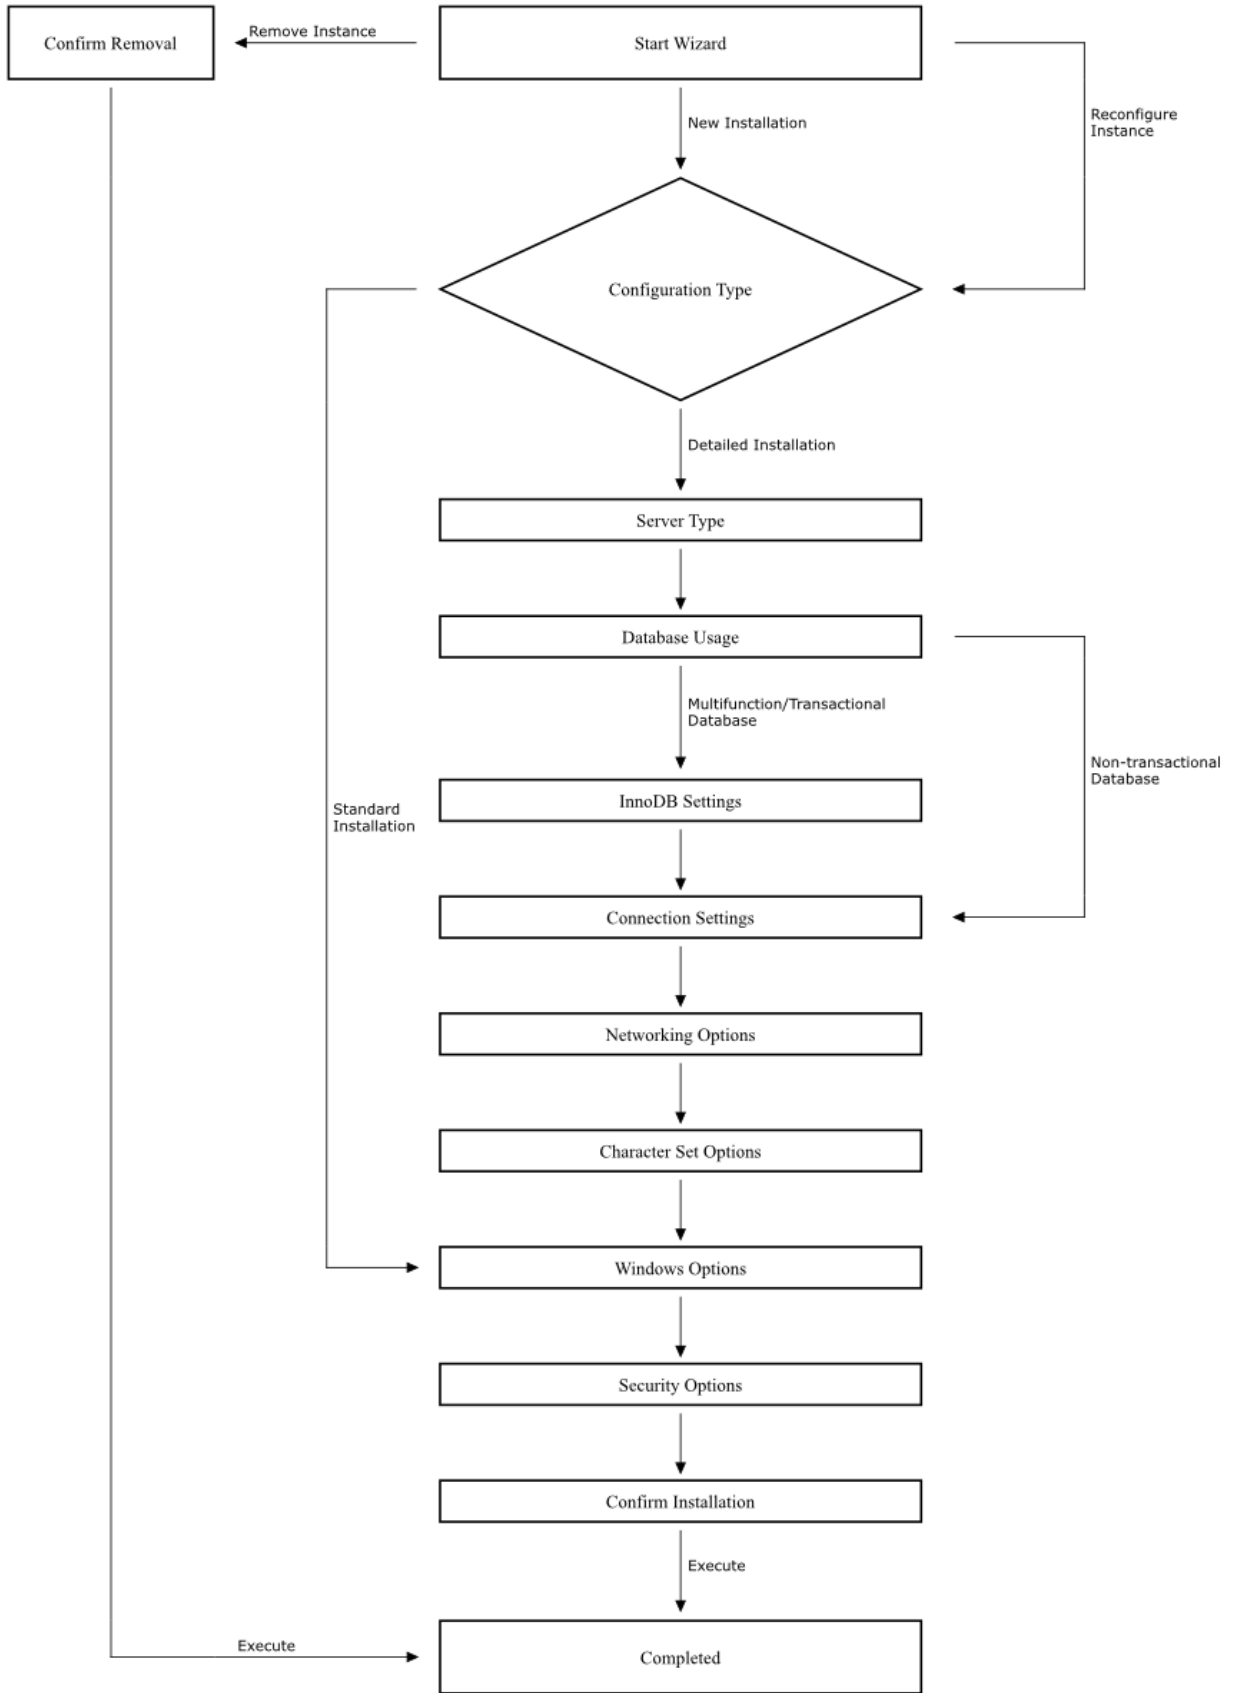 Confirm Removal
Remove Instance
Start Wizard
New Installation
Reconfigure
Instance
Configuration Type
Detailed Installation
Server Type
Database Usage
Multifunction/Transactional
Database
Non-transactional
Database
InnoDB Settings
Standard
Installation
Connection Settings
Networking Options
Character Set Options
Windows Options
Security Options
Confirm Installation
Execute
Execute
Completed